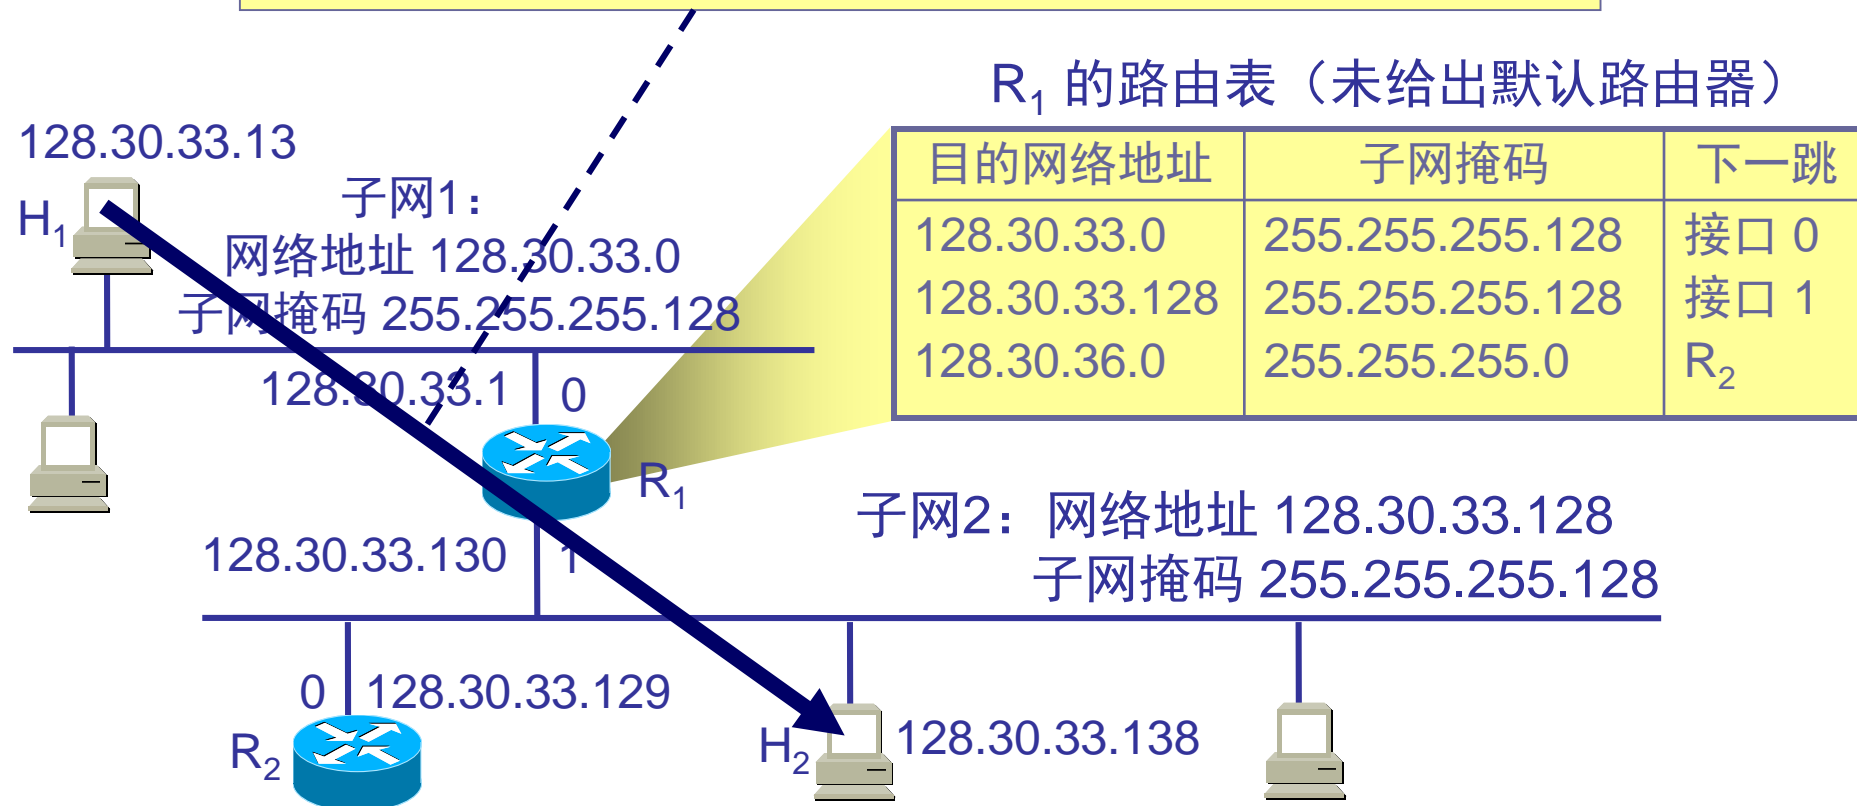 R1 的路由表（未给出默认路由器）
目的网络地址 子网掩码 下一跳
128.30.33.0 255.255.255.128 接口 0
128.30.33.128 255.255.255.128 接口 1
128.30.36.0 255.255.255.0 R2
128.30.33.13
H1
子网1：
网络地址 128.30.33.0
子网掩码 255.255.255.128
128.30.33.1 0
R1
子网2：网络地址 128.30.33.128
子网掩码 255.255.255.128
128.30.33.130 1
0 128.30.33.129
R2
H2 128.30.33.138